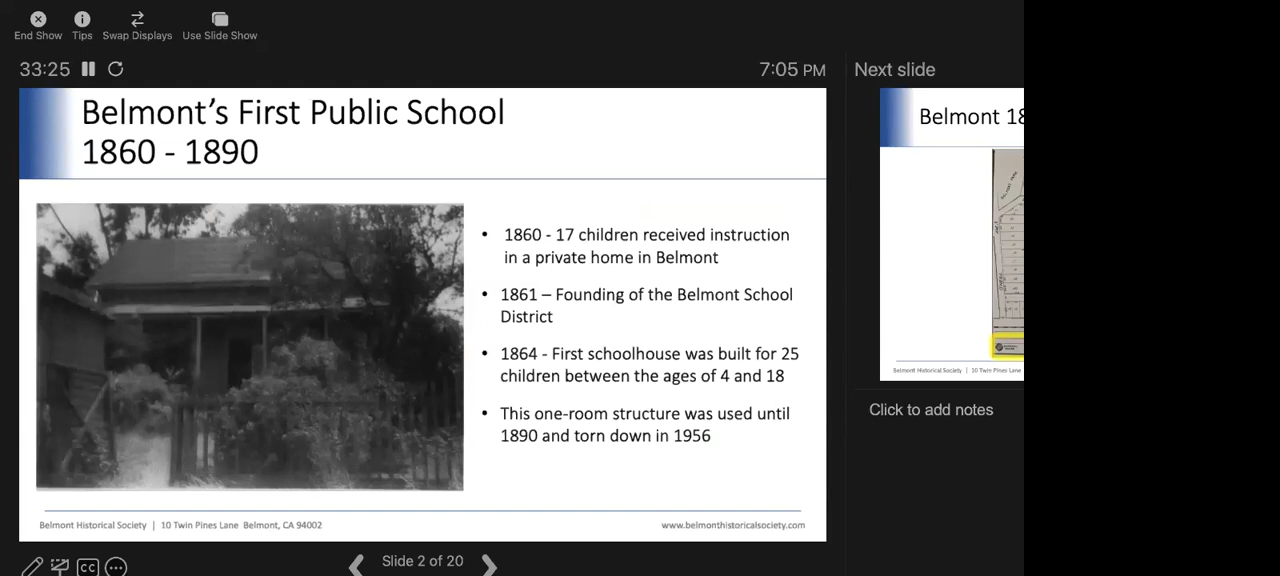 End Show Tips Swap Displays Use Slide Show
33:25
7:05 PM
Next slide
Belmont's First Public School
1860 - 1890
• 1860 - 17 children received instruction
in a private home in Belmont
• 1861 – Founding of the Belmont School
District
• 1864 - First schoolhouse was built for 25
children between the ages of 4 and 18
• This one-room structure was used until
1890 and torn down in 1956
Belmont Historical Society | 10 Twin Pines Lane Belmont, CA 94002
www.belmonthistoricalsociety.com
Belmont 18
Belmont Historical Society | 10 Twin Pines Lane
Click to add notes
CC
Slide 2 of 20